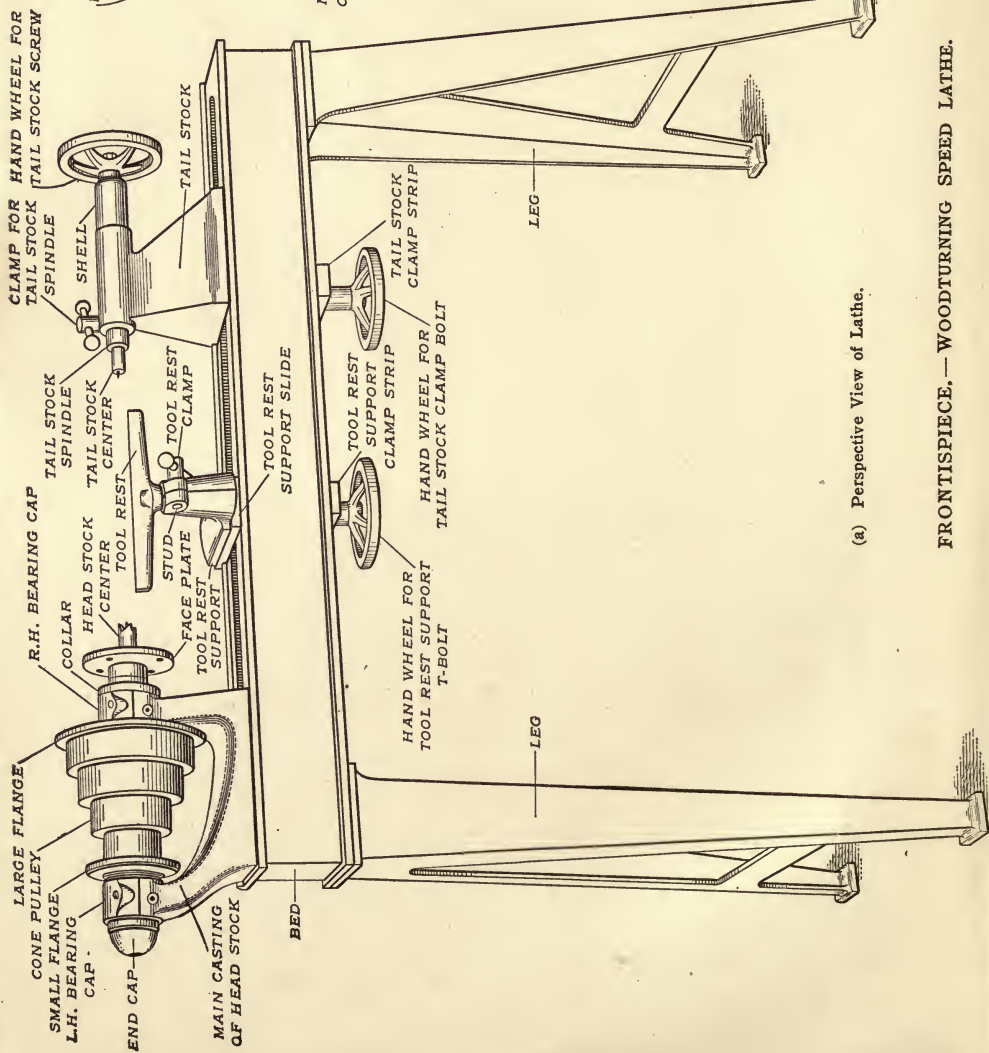 LARGE FLANGE
CONE PULLEY
SMALL FLANGE
L.H. BEARING
CAP -
END CAP
MAIN CASTING
OF HEAD STOCK
BED
R.H. BEARING CAP
COLLAR
HEAD STOCK
CENTER
TOOL REST
STUD
FACE PLATE
TOOL REST
SUPPORT
TAIL STOCK
SPINDLE
TAIL STOCK
CENTER
TOOL REST
CLAMP
TOOL REST
SUPPORT SLIDE
CLAMP FOR
TAIL STOCK
SPINDLE
HAND WHEEL FOR
TAIL STOCK SCREW
SHELL
TAIL STOCK
TOOL REST
SUPPORT
CLAMP STRIP
TAIL STOCK
CLAMP STRIP
HAND WHEEL FOR
TAIL STOCK CLAMP BOLT
HAND WHEEL FOR
TOOL REST SUPPORT
T-BOLT
LEG
LEG
(a) Perspective View of Lathe.
FRONTISPIECE.—WOODTURNING SPEED LATHE.